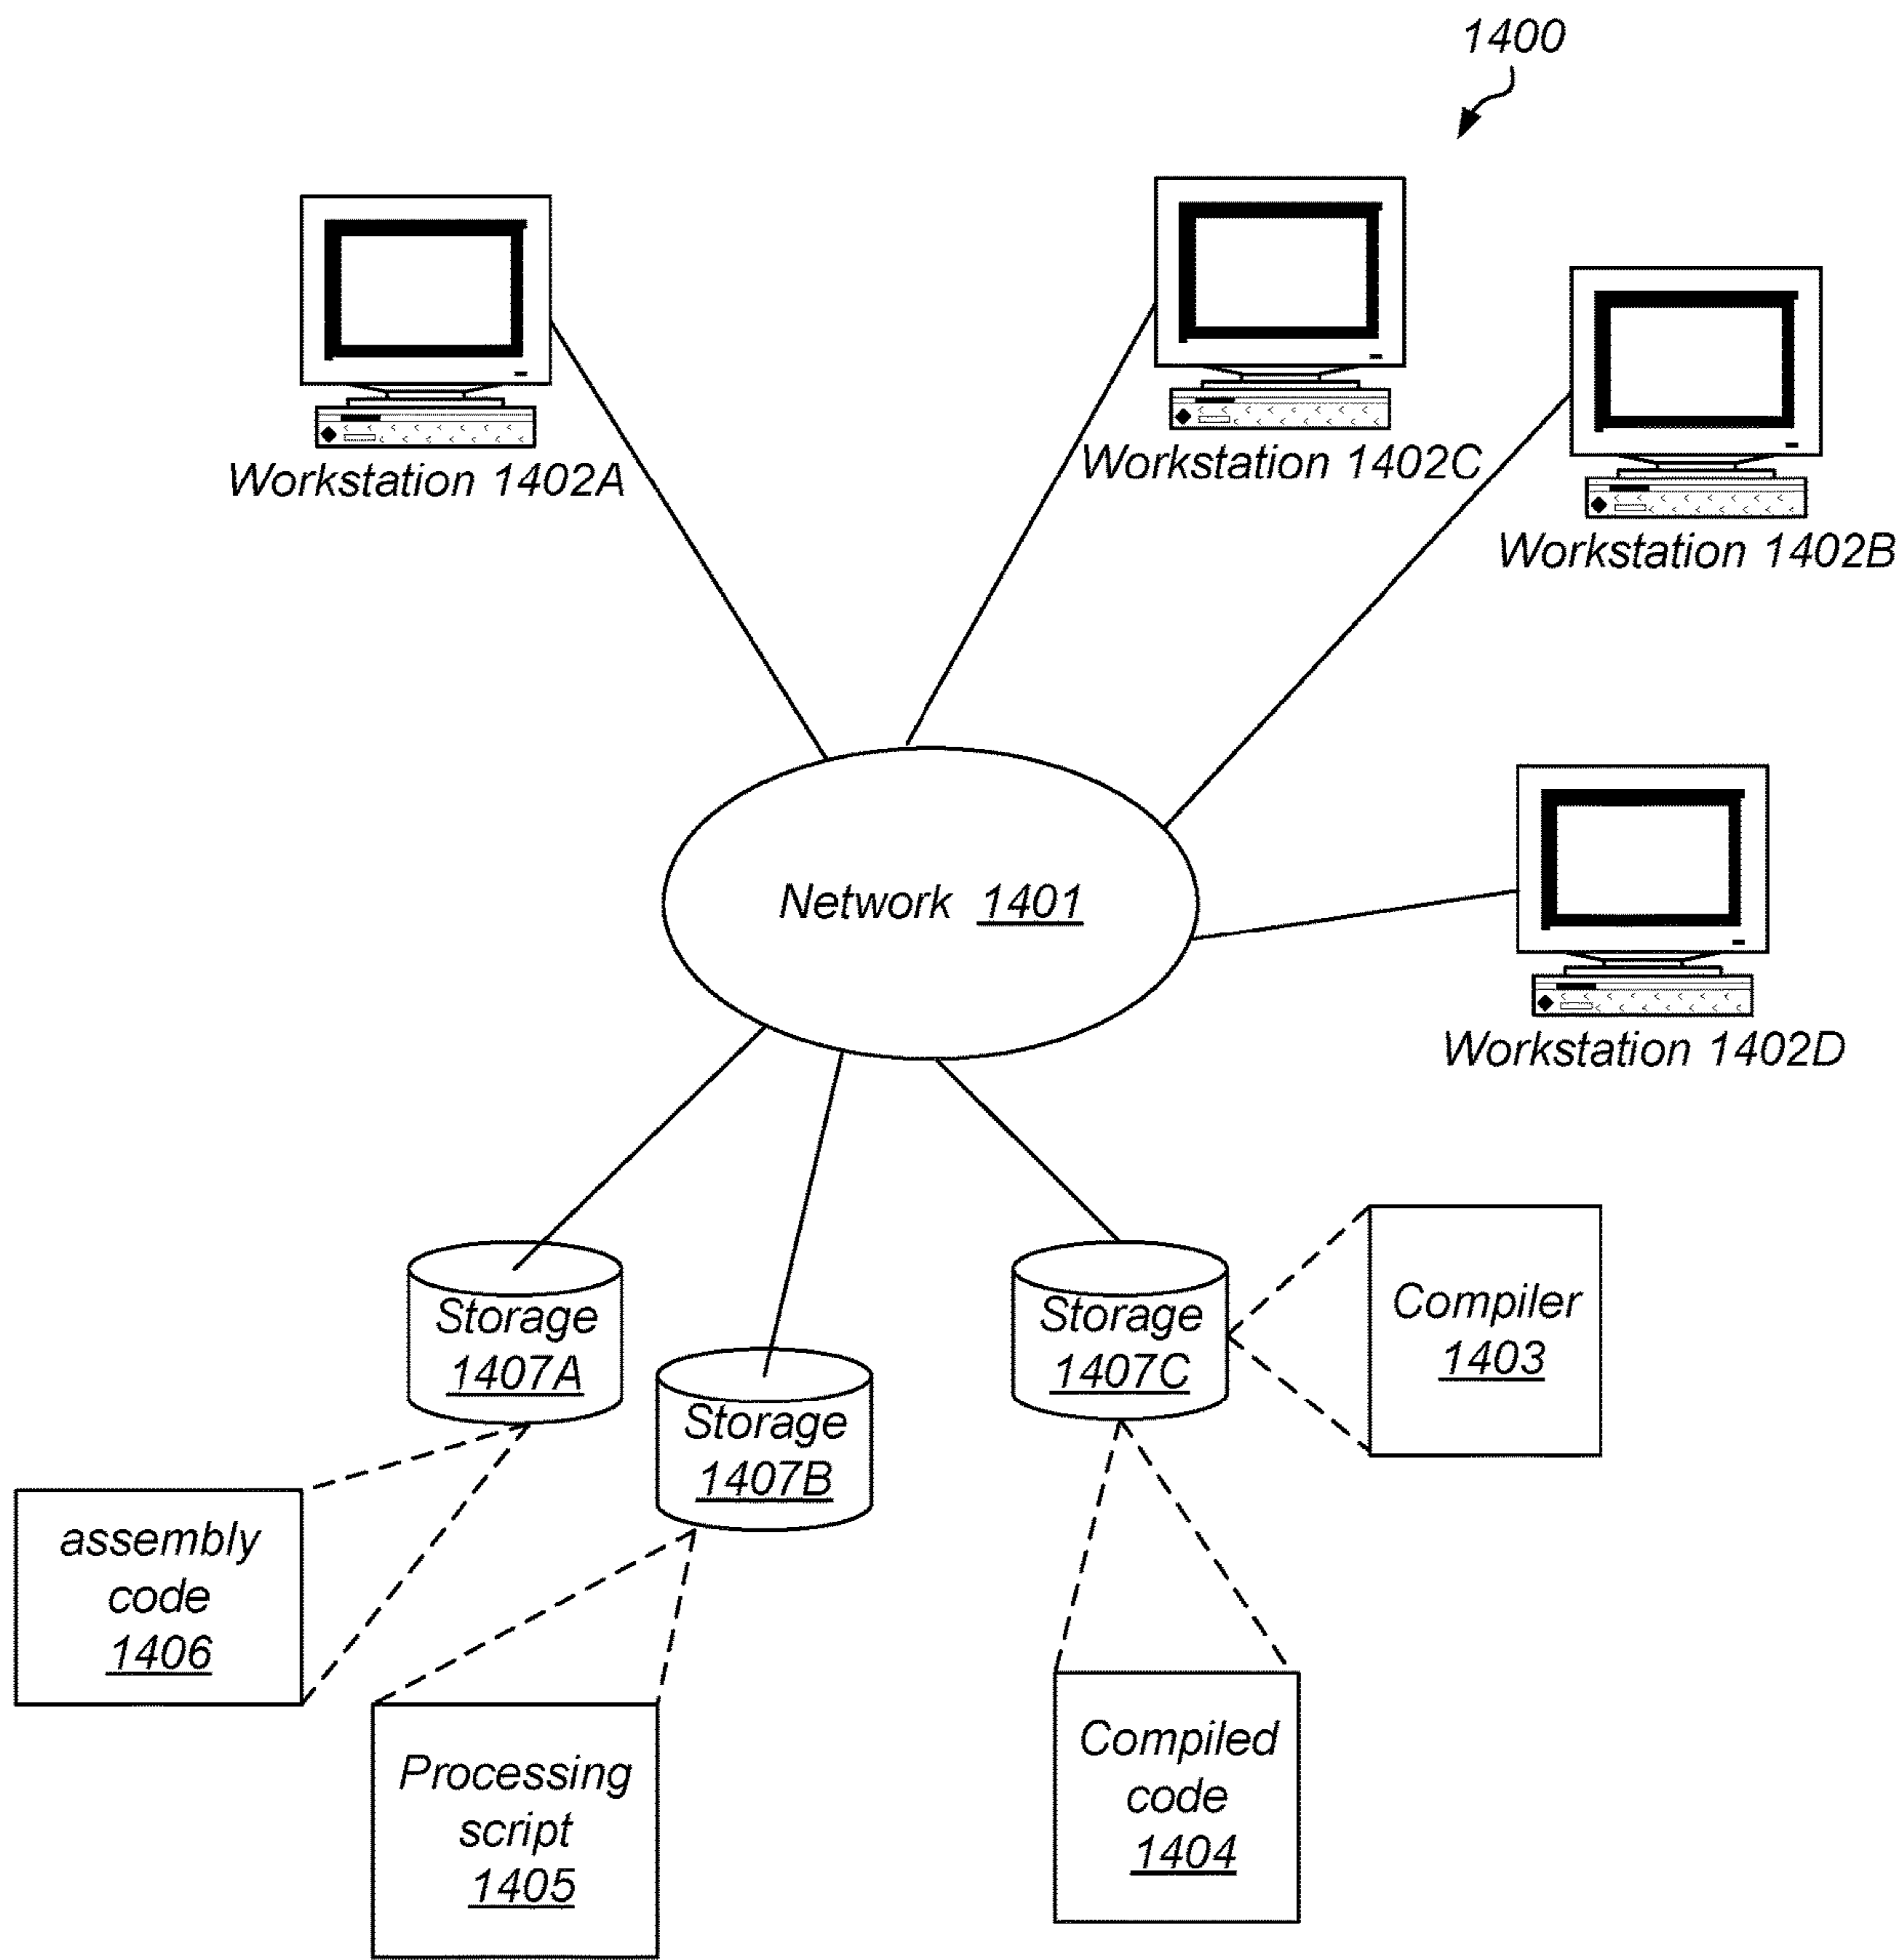 1400
Workstation 1402A
Workstation 1402C
Workstation 1402B
Network 1401
Workstation 1402D
Storage
1407A
Storage
1407B
Storage
1407C
Compiler
1403
assembly
code
1406
Processing
script
1405
Compiled
code
1404